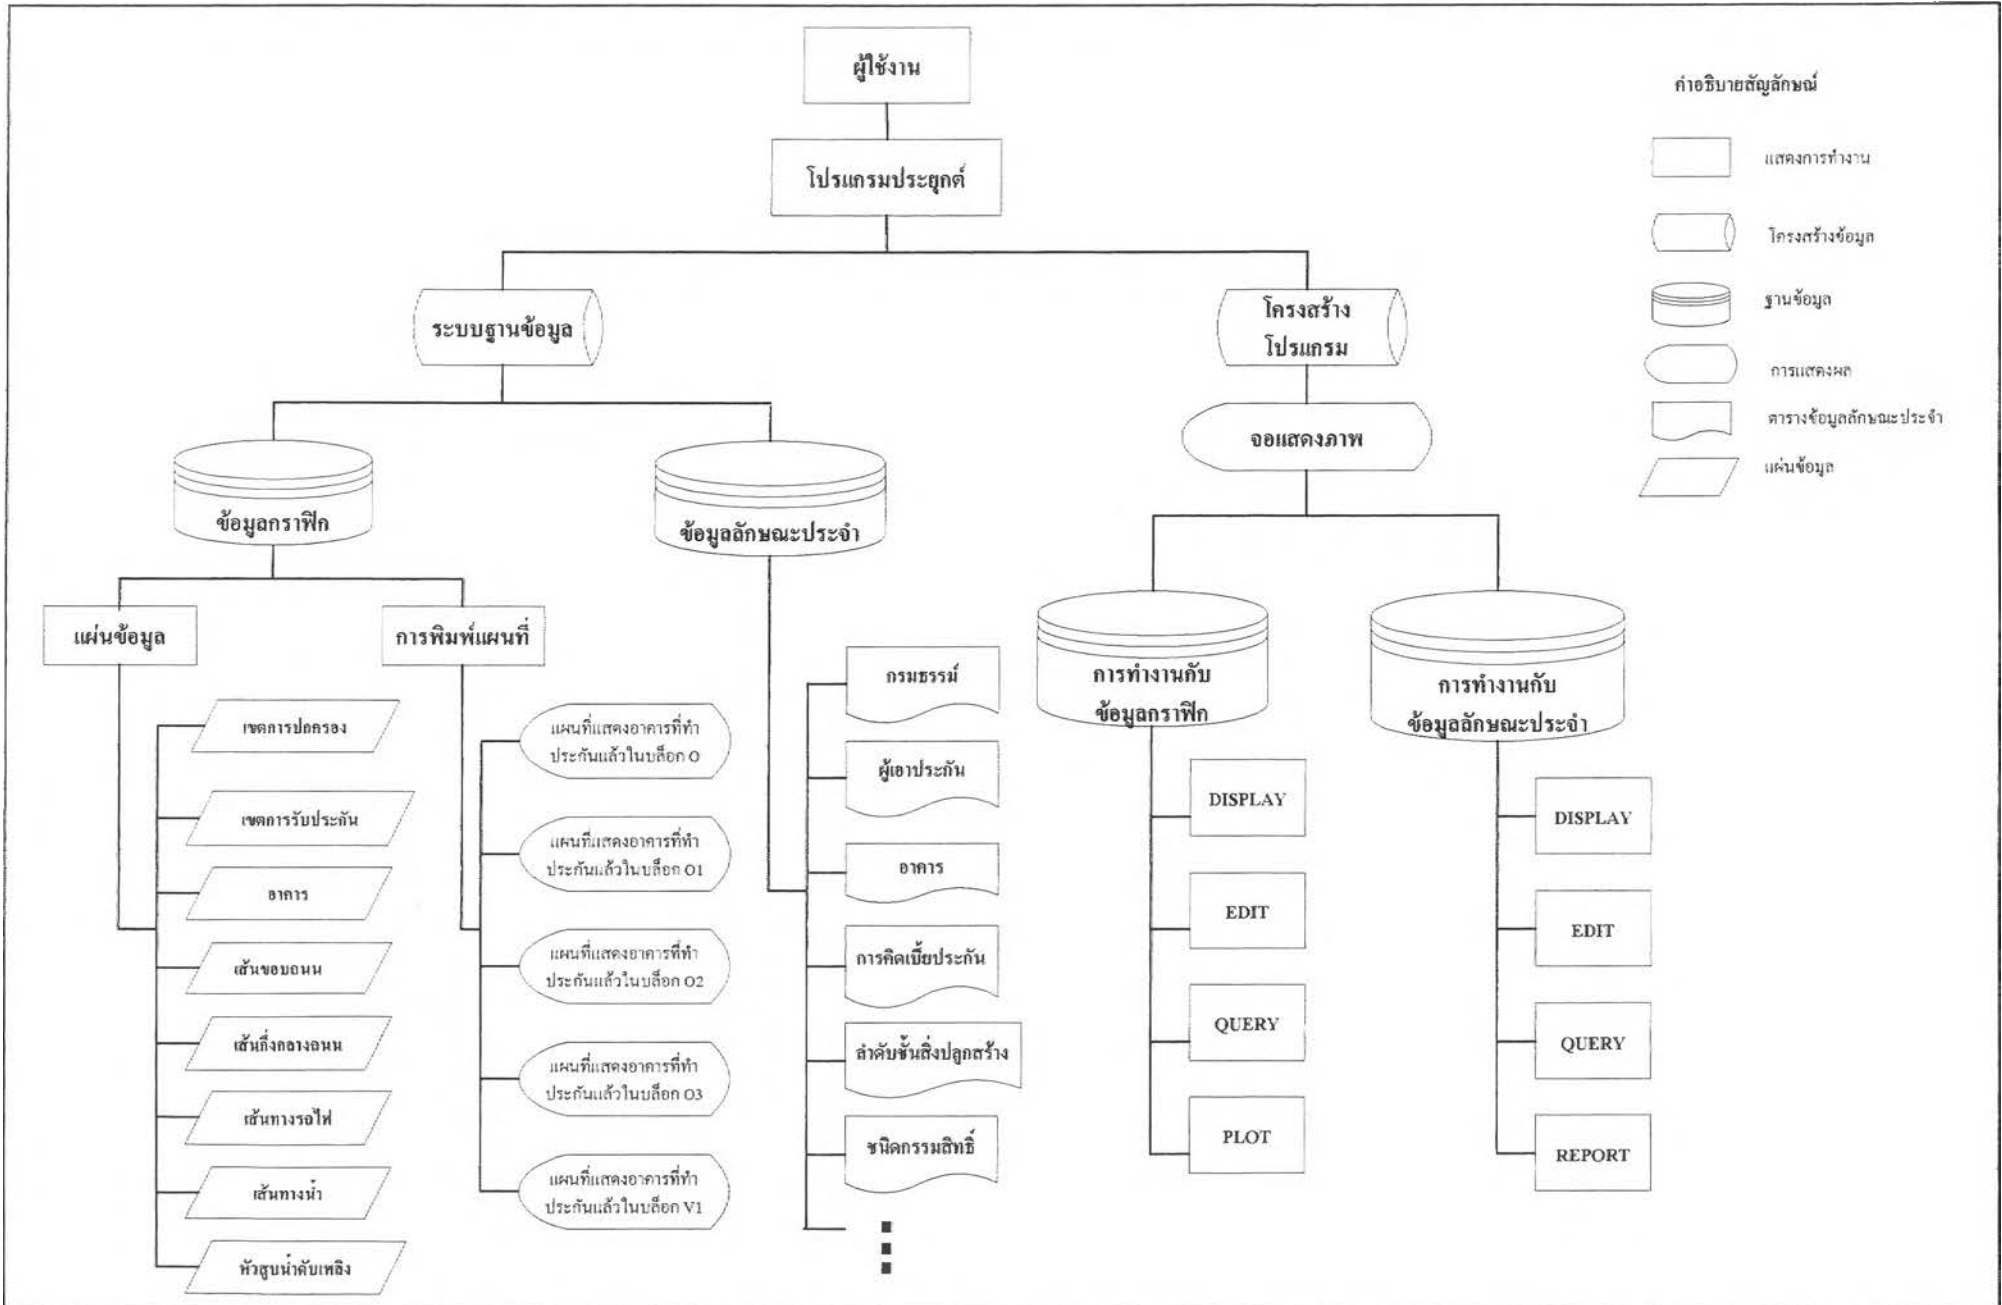 ผู้ใช้งาน
โปรแกรมประยุกต์
ระบบฐานข้อมูล
โครงสร้าง
โปรแกรม
จอแสดงภาพ
ข้อมูลกราฟิก
ข้อมูลลักษณะประจำ
แผ่นข้อมูล
การพิมพ์แผนที่
เขตการปกครอง
เขตการรับประกัน
อาคาร
เส้นขอบถนน
เส้นกึ่งกลางถนน
เส้นทางรถไฟ
เส้นทางน้ำ
หัวสูบน้ำดับเพลิง
แผนที่แสดงอาคารที่ทำ
ประกันแล้วในบล็อก O
แผนที่แสดงอาคารที่ทำ
ประกันแล้วในบล็อก O1
แผนที่แสดงอาคารที่ทำ
ประกันแล้วในบล็อก O2
แผนที่แสดงอาคารที่ทำ
ประกันแล้วในบล็อก O3
แผนที่แสดงอาคารที่ทำ
ประกันแล้วในบล็อก V1
กรมธรรม์
ผู้เอาประกัน
อาคาร
การคิดเบี้ยประกัน
ลำดับชั้นสิ่งปลูกสร้าง
ชนิดกรรมสิทธิ์
การทำงานกับ
ข้อมูลกราฟิก
DISPLAY
EDIT
QUERY
PLOT
การทำงานกับ
ข้อมูลลักษณะประจำ
DISPLAY
EDIT
QUERY
REPORT
คำอธิบายสัญลักษณ์
แสดงการทำงาน
โครงสร้างข้อมูล
ฐานข้อมูล
การแสดงผล
ตารางข้อมูลลักษณะประจำ
แผ่นข้อมูล